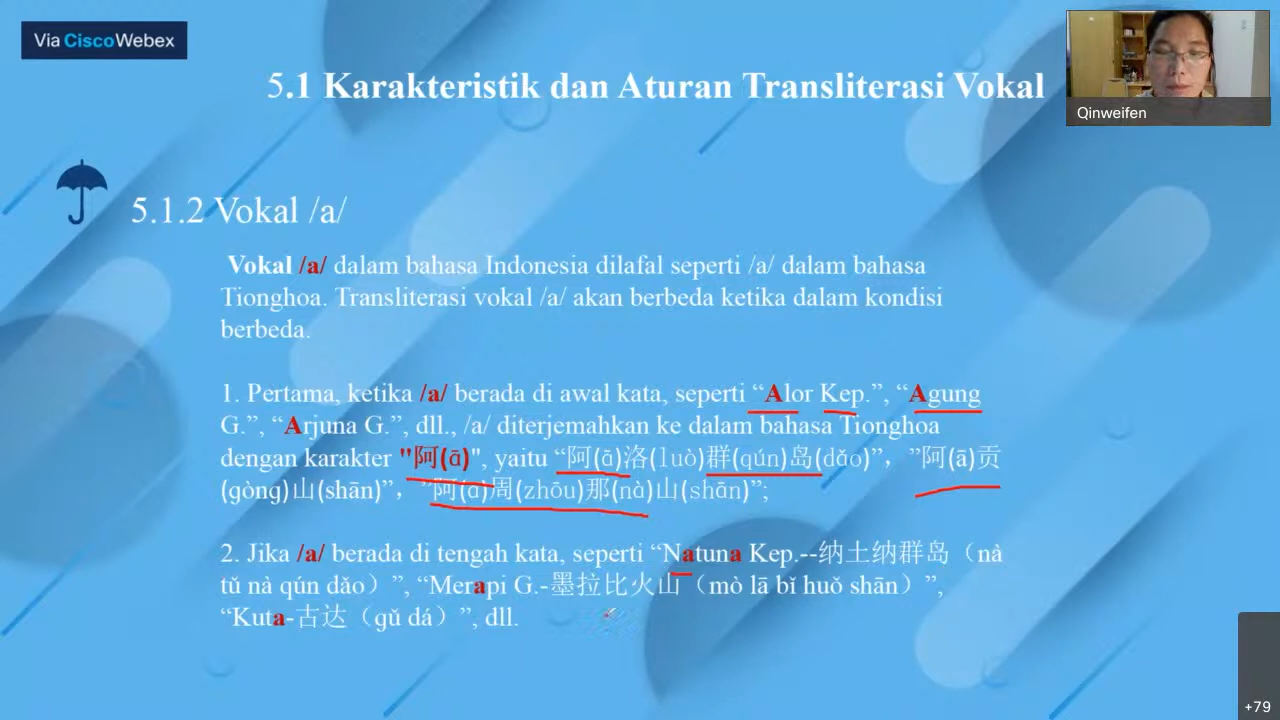 Via CiscoWebex
5.1 Karakteristik dan Aturan Transliterasi Vokal
Qinweifen
5.1.2 Vokal /a/
Vokal /a/ dalam bahasa Indonesia dilafal seperti /a/ dalam bahasa
Tionghoa. Transliterasi vokal /a/ akan berbeda ketika dalam kondisi
berbeda.
1. Pertama, ketika /a/ berada di awal kata, seperti “Alor Kep.”, “Agung
G.”, “Arjuna G.”, dll., /a/ diterjemahkan ke dalam bahasa Tionghoa
dengan karakter "阿(ā)", yaitu “阿(ā)洛(luò)群(qún)岛(dǎo)”，”阿(ā)贡
(gòng)山(shān)”，”阿(ā)周(zhōu)那(nà)山(shān)”;
2. Jika /a/ berada di tengah kata, seperti “Natuna Kep.--纳土纳群岛（nà
tǔ nà qún dǎo）”, “Merapi G.-墨拉比火山（mò lā bǐ huǒ shān）”,
“Kuta-古达（gǔ dá）”, dll.
+79